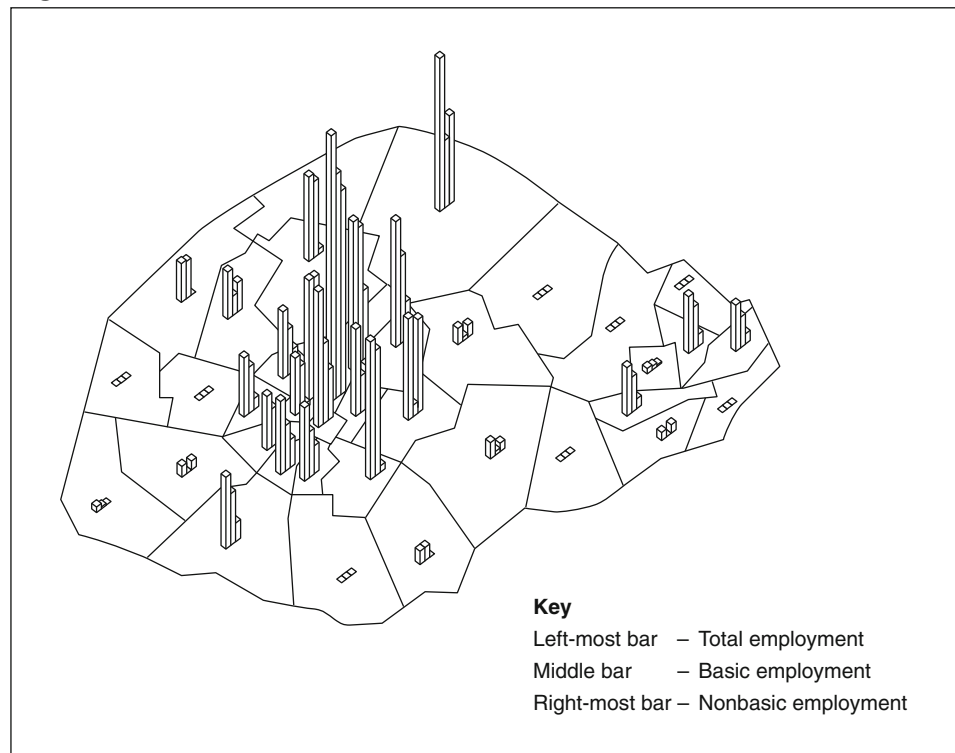 Key
Left-most bar – Total employment
Middle bar – Basic employment
Right-most bar – Nonbasic employment